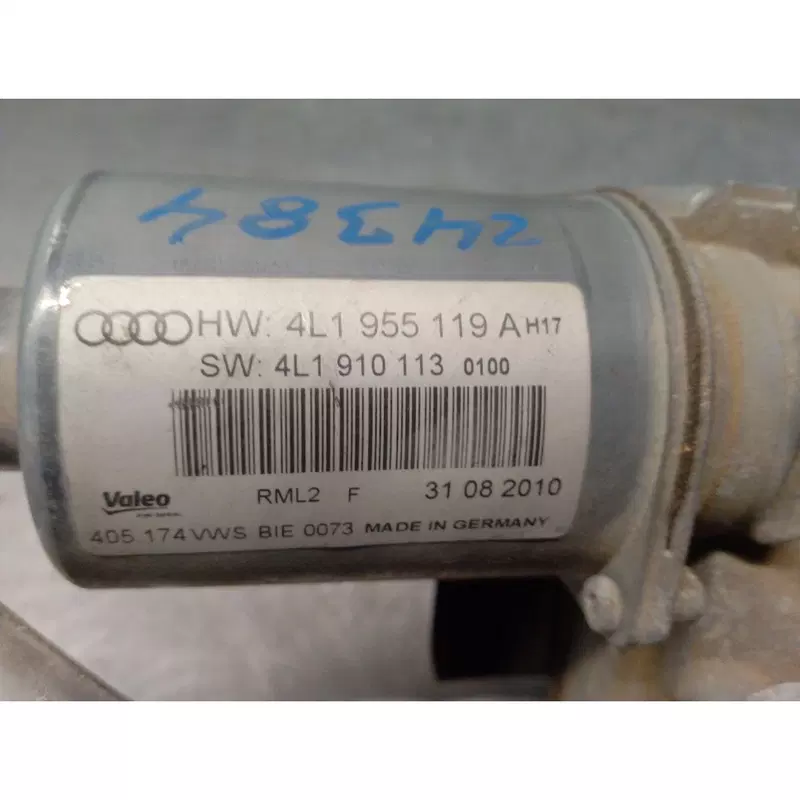 24384
HW: 4L1 955 119 A H17
SW: 4L1 910 113 0100
Valeo RML2 F 31 08 2010
405 174 VWS BIE 0073 MADE IN GERMANY